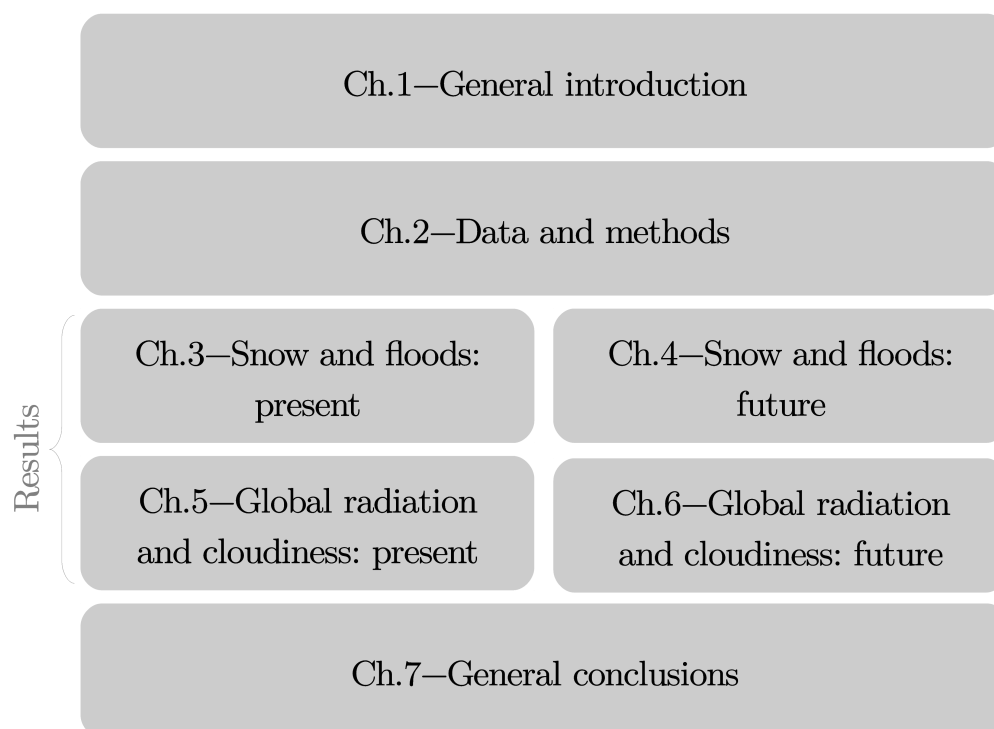 Ch.1–General introduction
Ch.2–Data and methods
Results
Ch.3–Snow and floods:
present
Ch.4–Snow and floods:
future
Ch.5–Global radiation
and cloudiness: present
Ch.6–Global radiation
and cloudiness: future
Ch.7–General conclusions